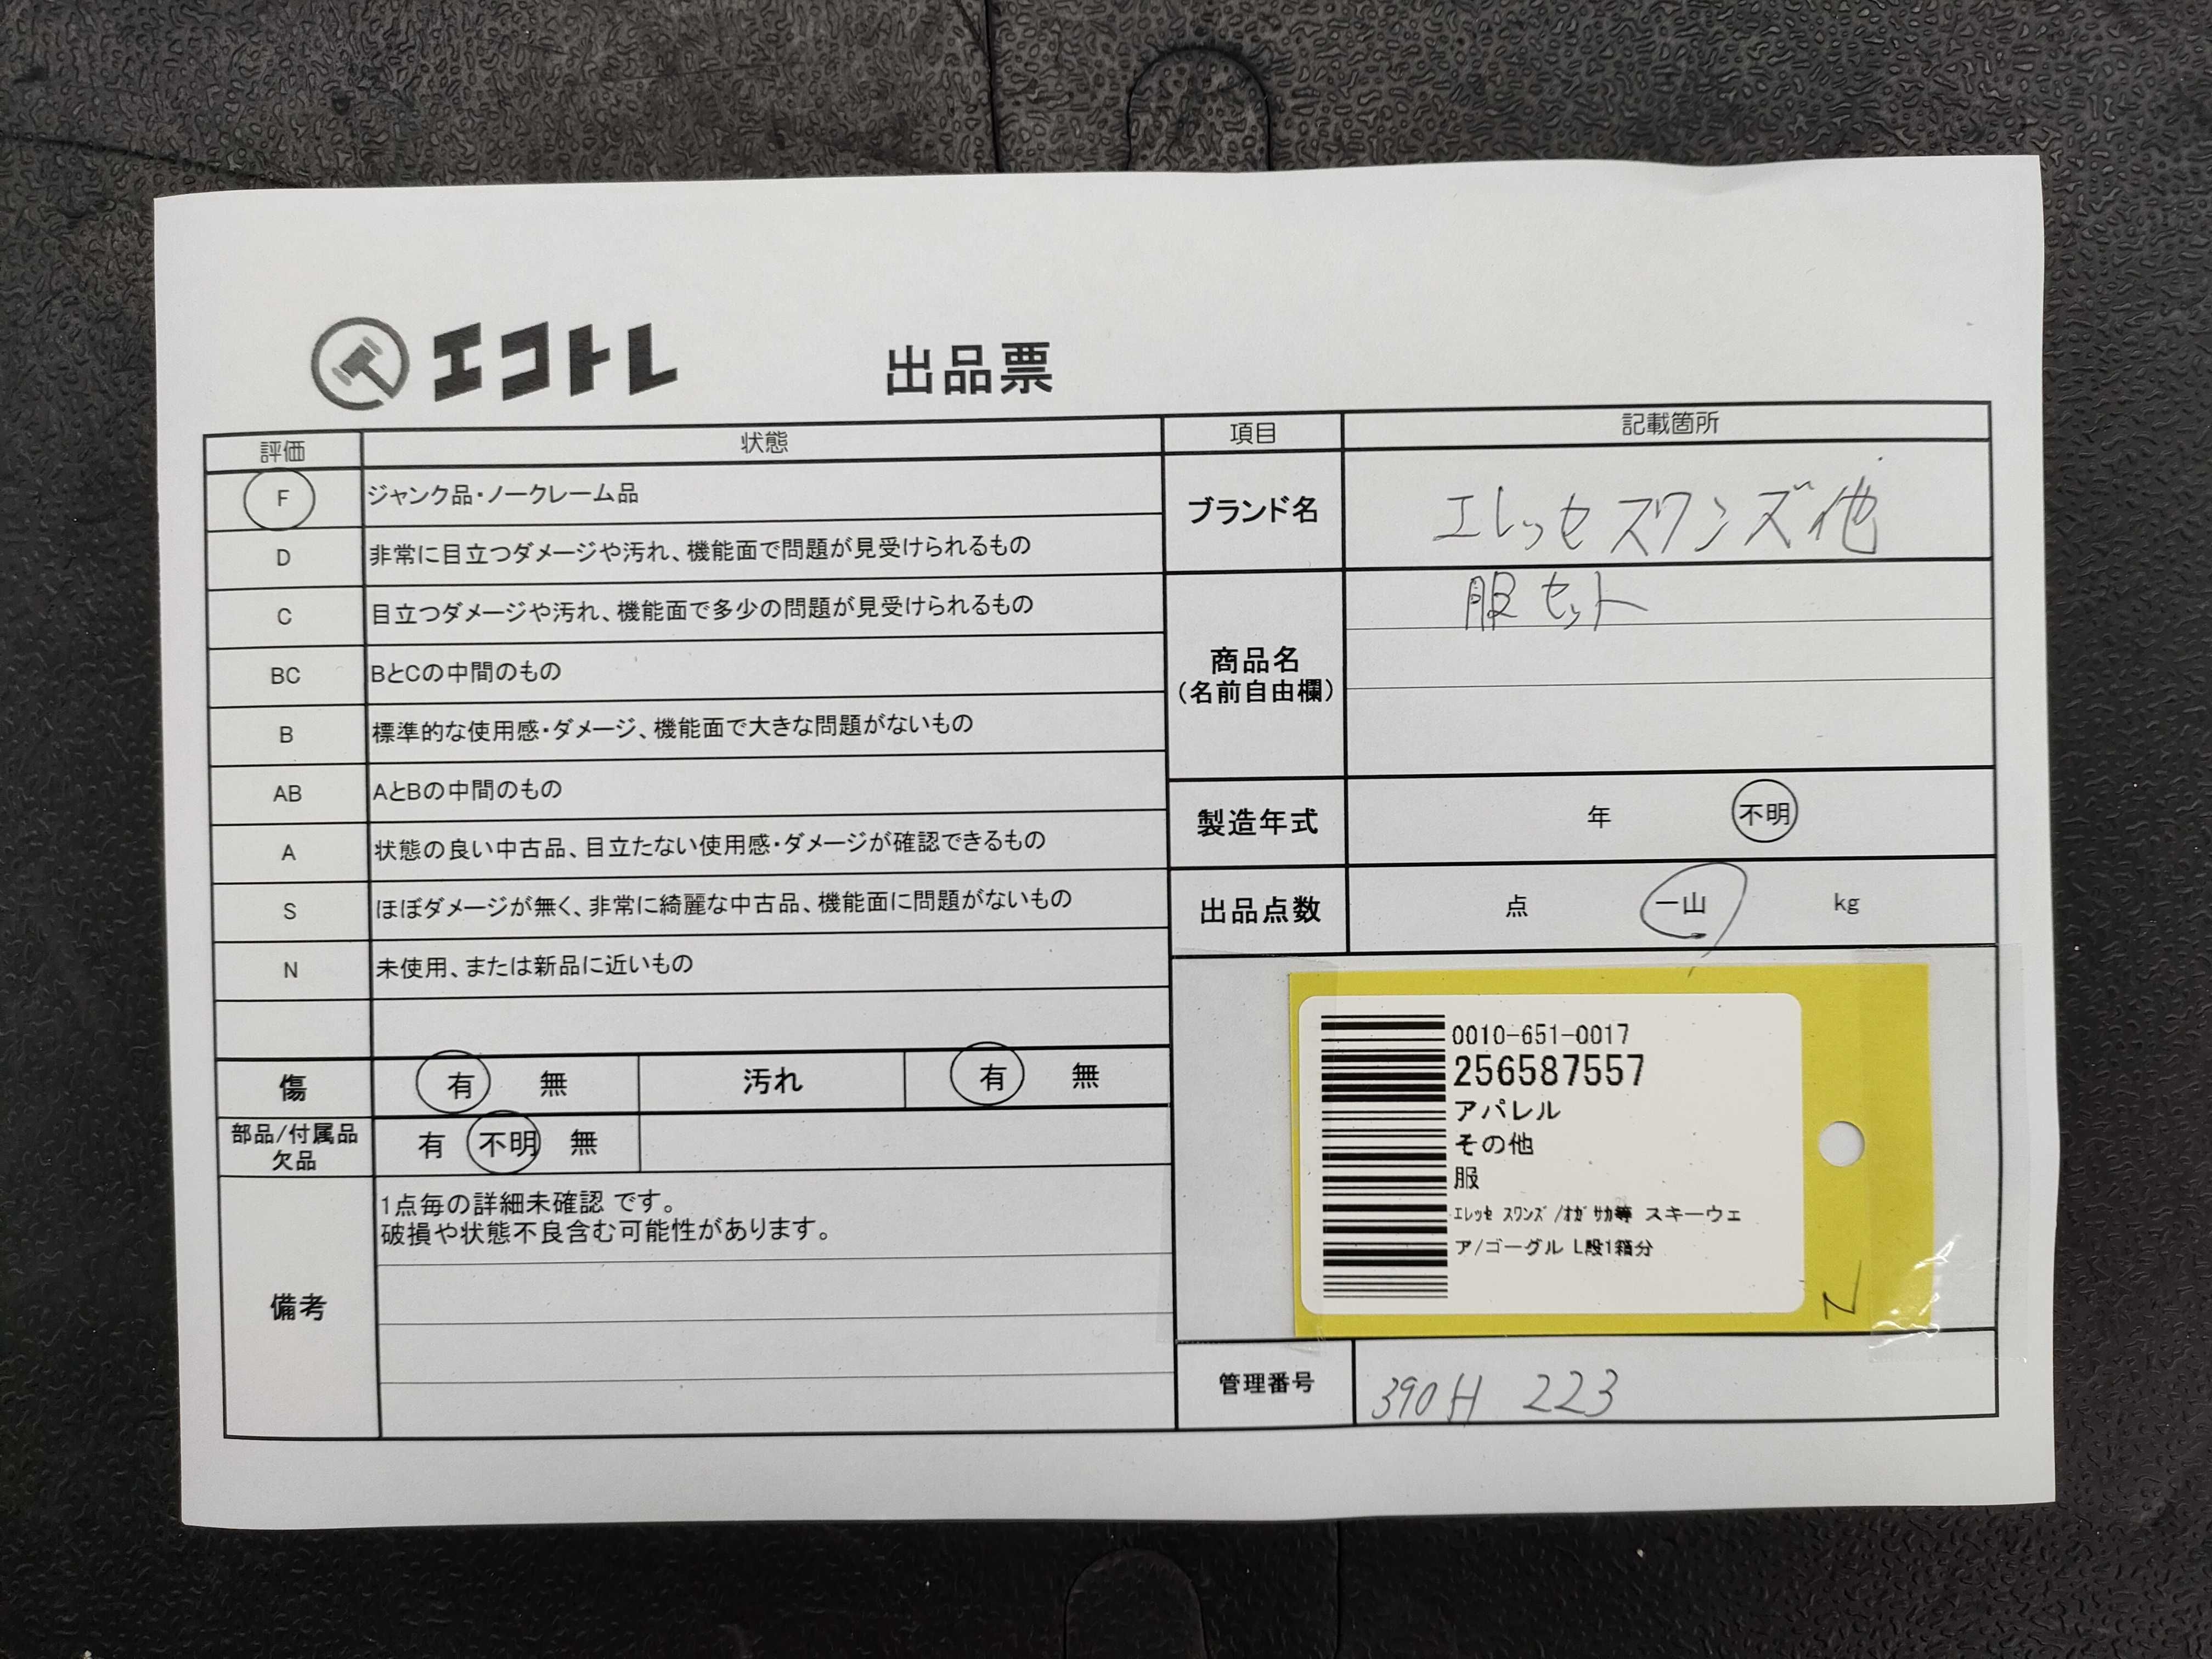 エコトレ
出品票
評価 状態
F ジャンク品・ノークレーム品
D 非常に目立つダメージや汚れ、機能面で問題が見受けられるもの
C 目立つダメージや汚れ、機能面で多少の問題が見受けられるもの
BC BとCの中間のもの
B 標準的な使用感・ダメージ、機能面で大きな問題がないもの
AB AとBの中間のもの
A 状態の良い中古品、目立たない使用感・ダメージが確認できるもの
S ほぼダメージが無く、非常に綺麗な中古品、機能面に問題がないもの
N 未使用、または新品に近いもの
傷 有 無 汚れ 有 無
部品/付属品
欠品 有 不明 無
備考
1点毎の詳細未確認 です。
破損や状態不良含む可能性があります。
項目 記載箇所
ブランド名 エレッセ スワンズ 他
商品名
(名前自由欄)
服セット
製造年式 年 不明
出品点数 点 一山 kg
0010-651-0017
256587557
アパレル
その他
服
ｴﾚｯｾ ｽﾜﾝｽﾞ/ｵｶﾞｻｶ等 スキーウェ
ア/ゴーグル L段1箱分
N
管理番号 390H 223